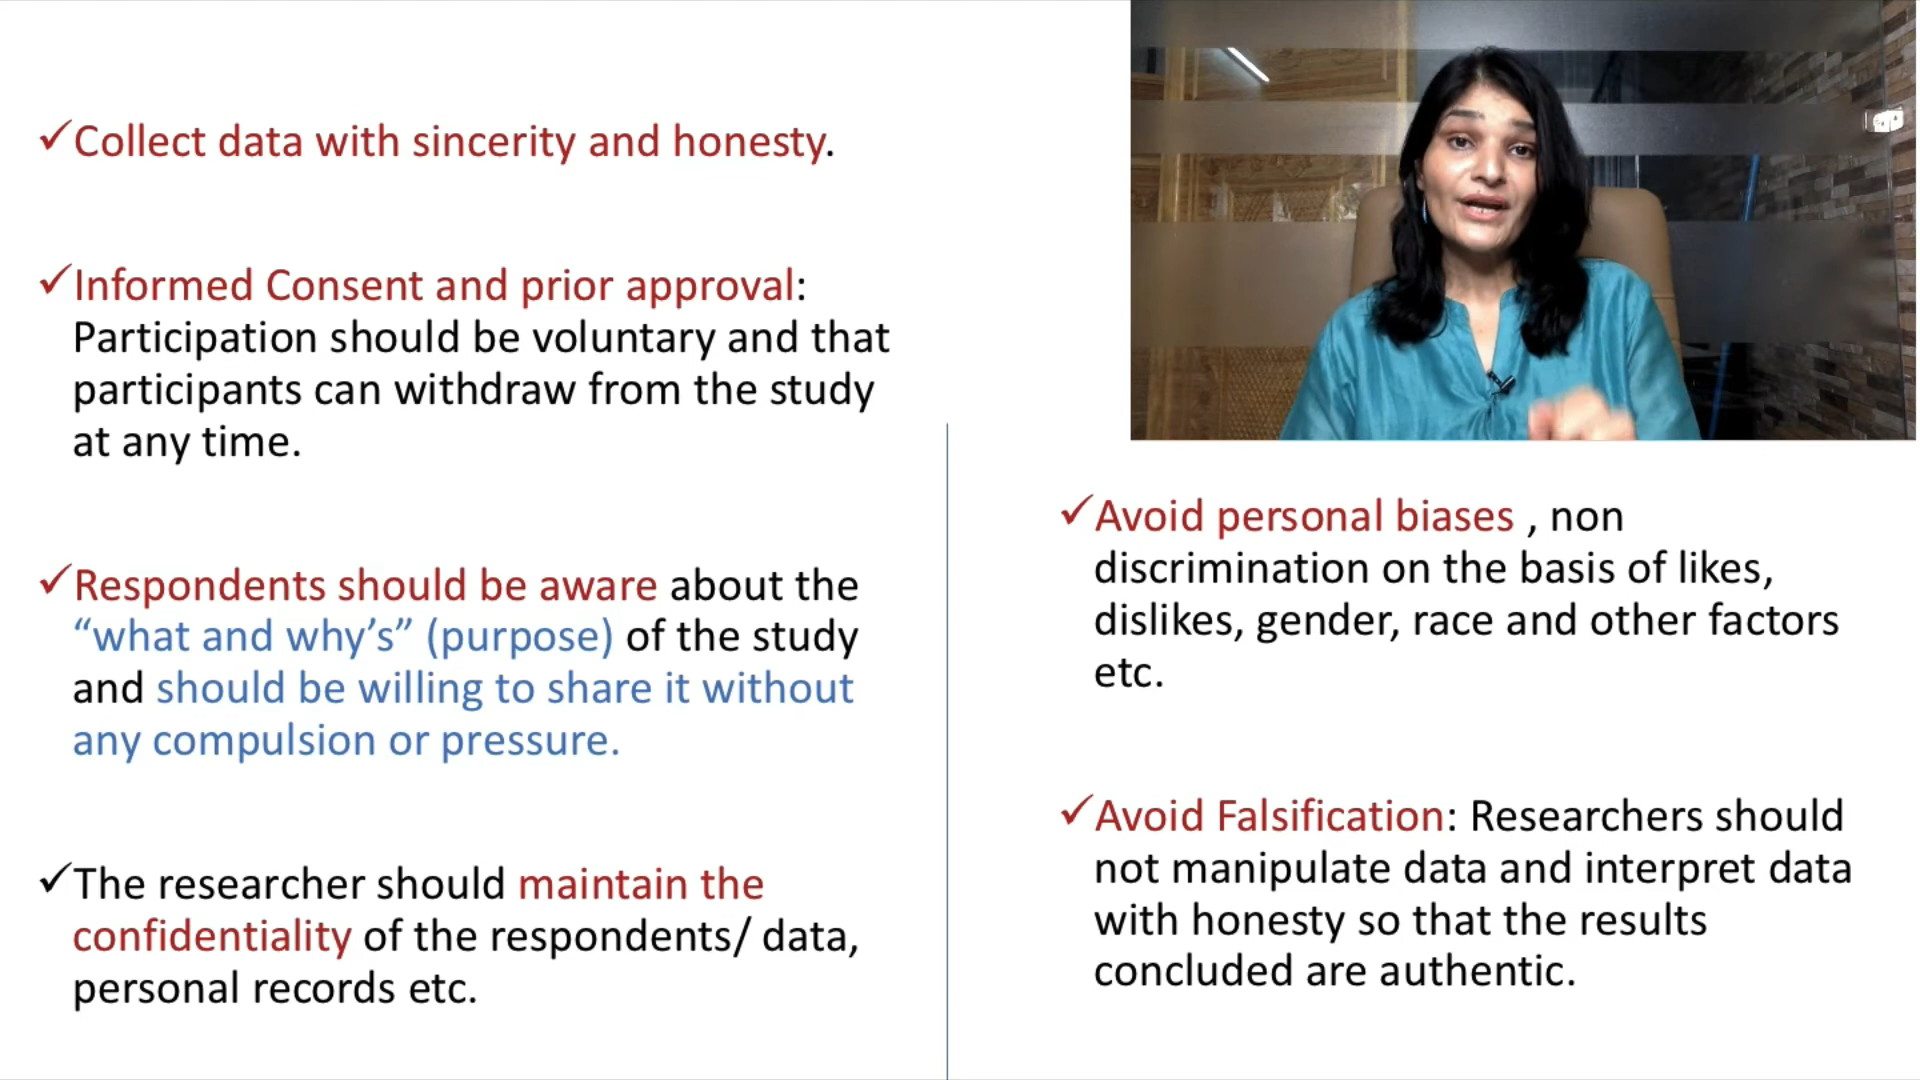 ✓Collect data with sincerity and honesty.
✓Informed Consent and prior approval:
Participation should be voluntary and that
participants can withdraw from the study
at any time.
✓Respondents should be aware about the
“what and why’s” (purpose) of the study
and should be willing to share it without
any compulsion or pressure.
✓The researcher should maintain the
confidentiality of the respondents/ data,
personal records etc.
✓Avoid personal biases , non
discrimination on the basis of likes,
dislikes, gender, race and other factors
etc.
✓Avoid Falsification: Researchers should
not manipulate data and interpret data
with honesty so that the results
concluded are authentic.